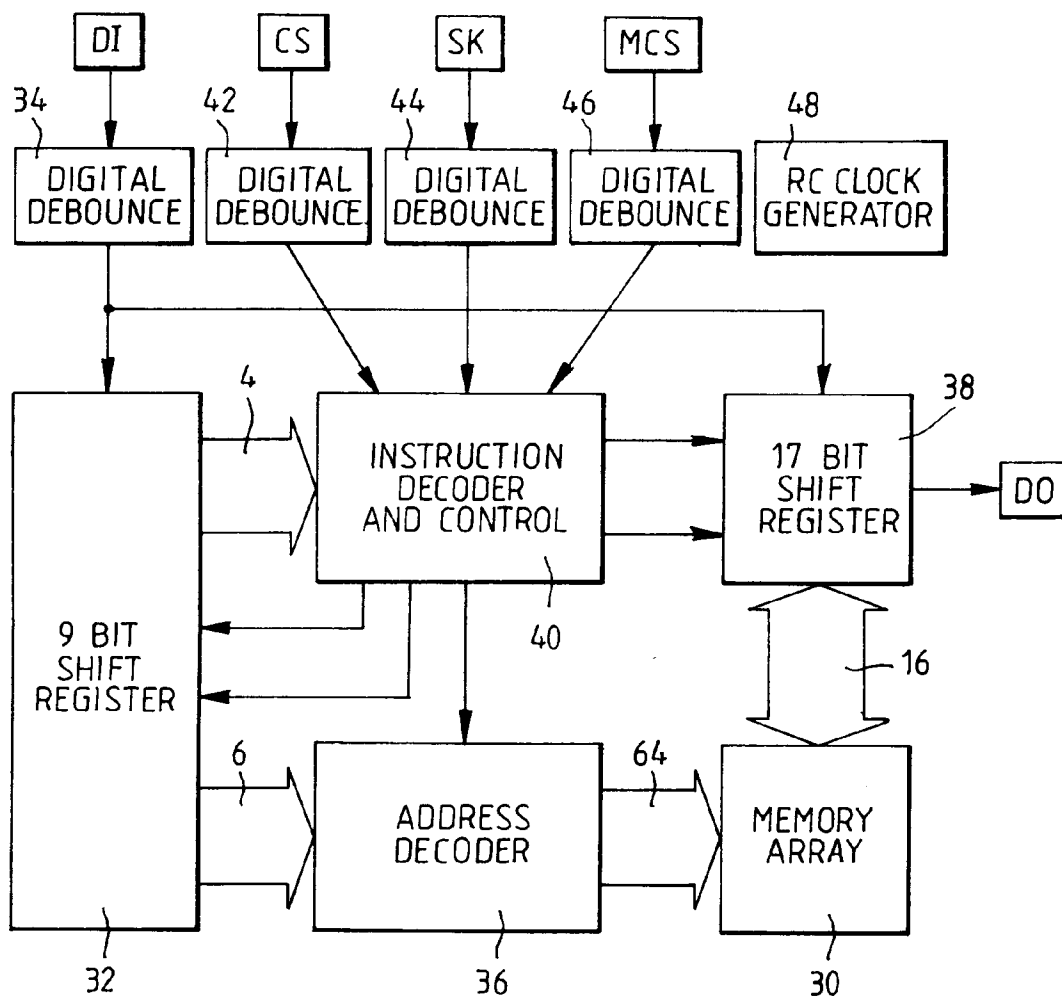 DI
CS
SK
MCS
34
42
44
46
48
DIGITAL
DEBOUNCE
DIGITAL
DEBOUNCE
DIGITAL
DEBOUNCE
DIGITAL
DEBOUNCE
RC CLOCK
GENERATOR
4
38
INSTRUCTION
DECODER
AND CONTROL
17 BIT
SHIFT
REGISTER
DO
40
9 BIT
SHIFT
REGISTER
16
6
64
ADDRESS
DECODER
MEMORY
ARRAY
32
36
30